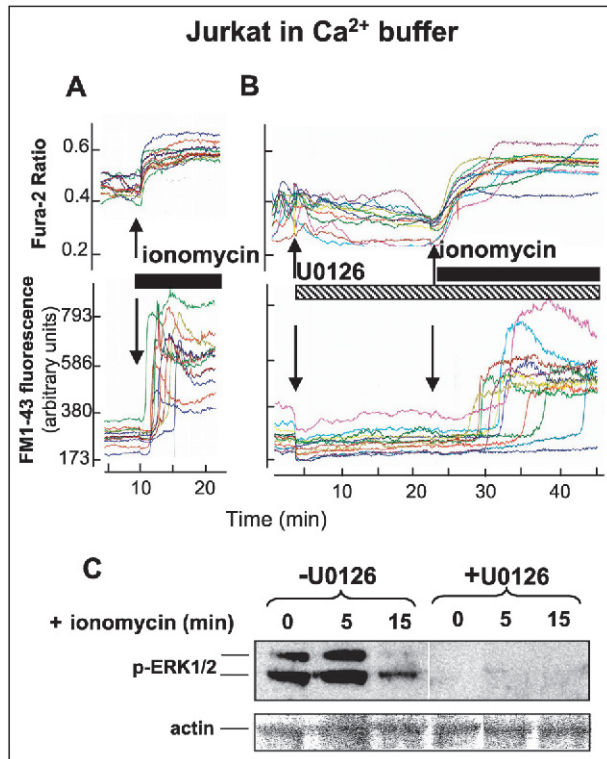 Jurkat in Ca²⁺ buffer
A
B
Fura-2 Ratio
0.6
0.4
0.2
ionomycin
ionomycin
U0126
FM1-43 fluorescence
(arbitrary units)
793
586
380
173
10 20
10 20 30 40
Time (min)
C
-U0126 +U0126
+ ionomycin (min) 0 5 15 0 5 15
p-ERK1/2
actin